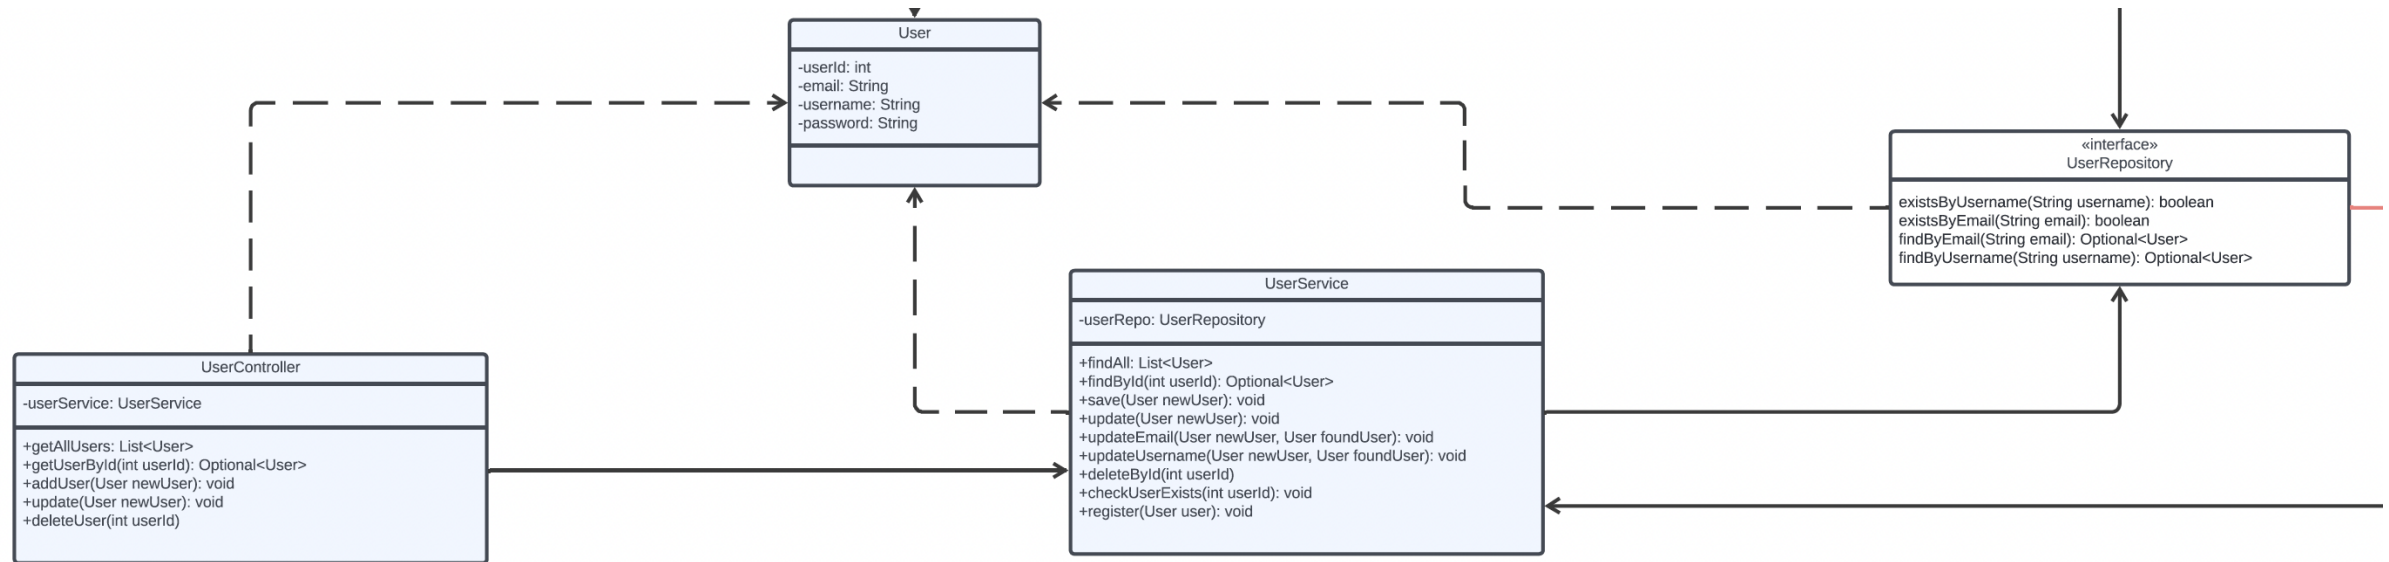 User
-userId: int
-email: String
-username: String
-password: String
«interface»
UserRepository
existsByUsername(String username): boolean
existsByEmail(String email): boolean
findByEmail(String email): Optional<User>
findByUsername(String username): Optional<User>
UserService
-userRepo: UserRepository
+findAll: List<User>
+findById(int userId): Optional<User>
+save(User newUser): void
+update(User newUser): void
+updateEmail(User newUser, User foundUser): void
+updateUsername(User newUser, User foundUser): void
+deleteById(int userId)
+checkUserExists(int userId): void
+register(User user): void
UserController
-userService: UserService
+getAllUsers: List<User>
+getUserById(int userId): Optional<User>
+addUser(User newUser): void
+update(User newUser): void
+deleteUser(int userId)